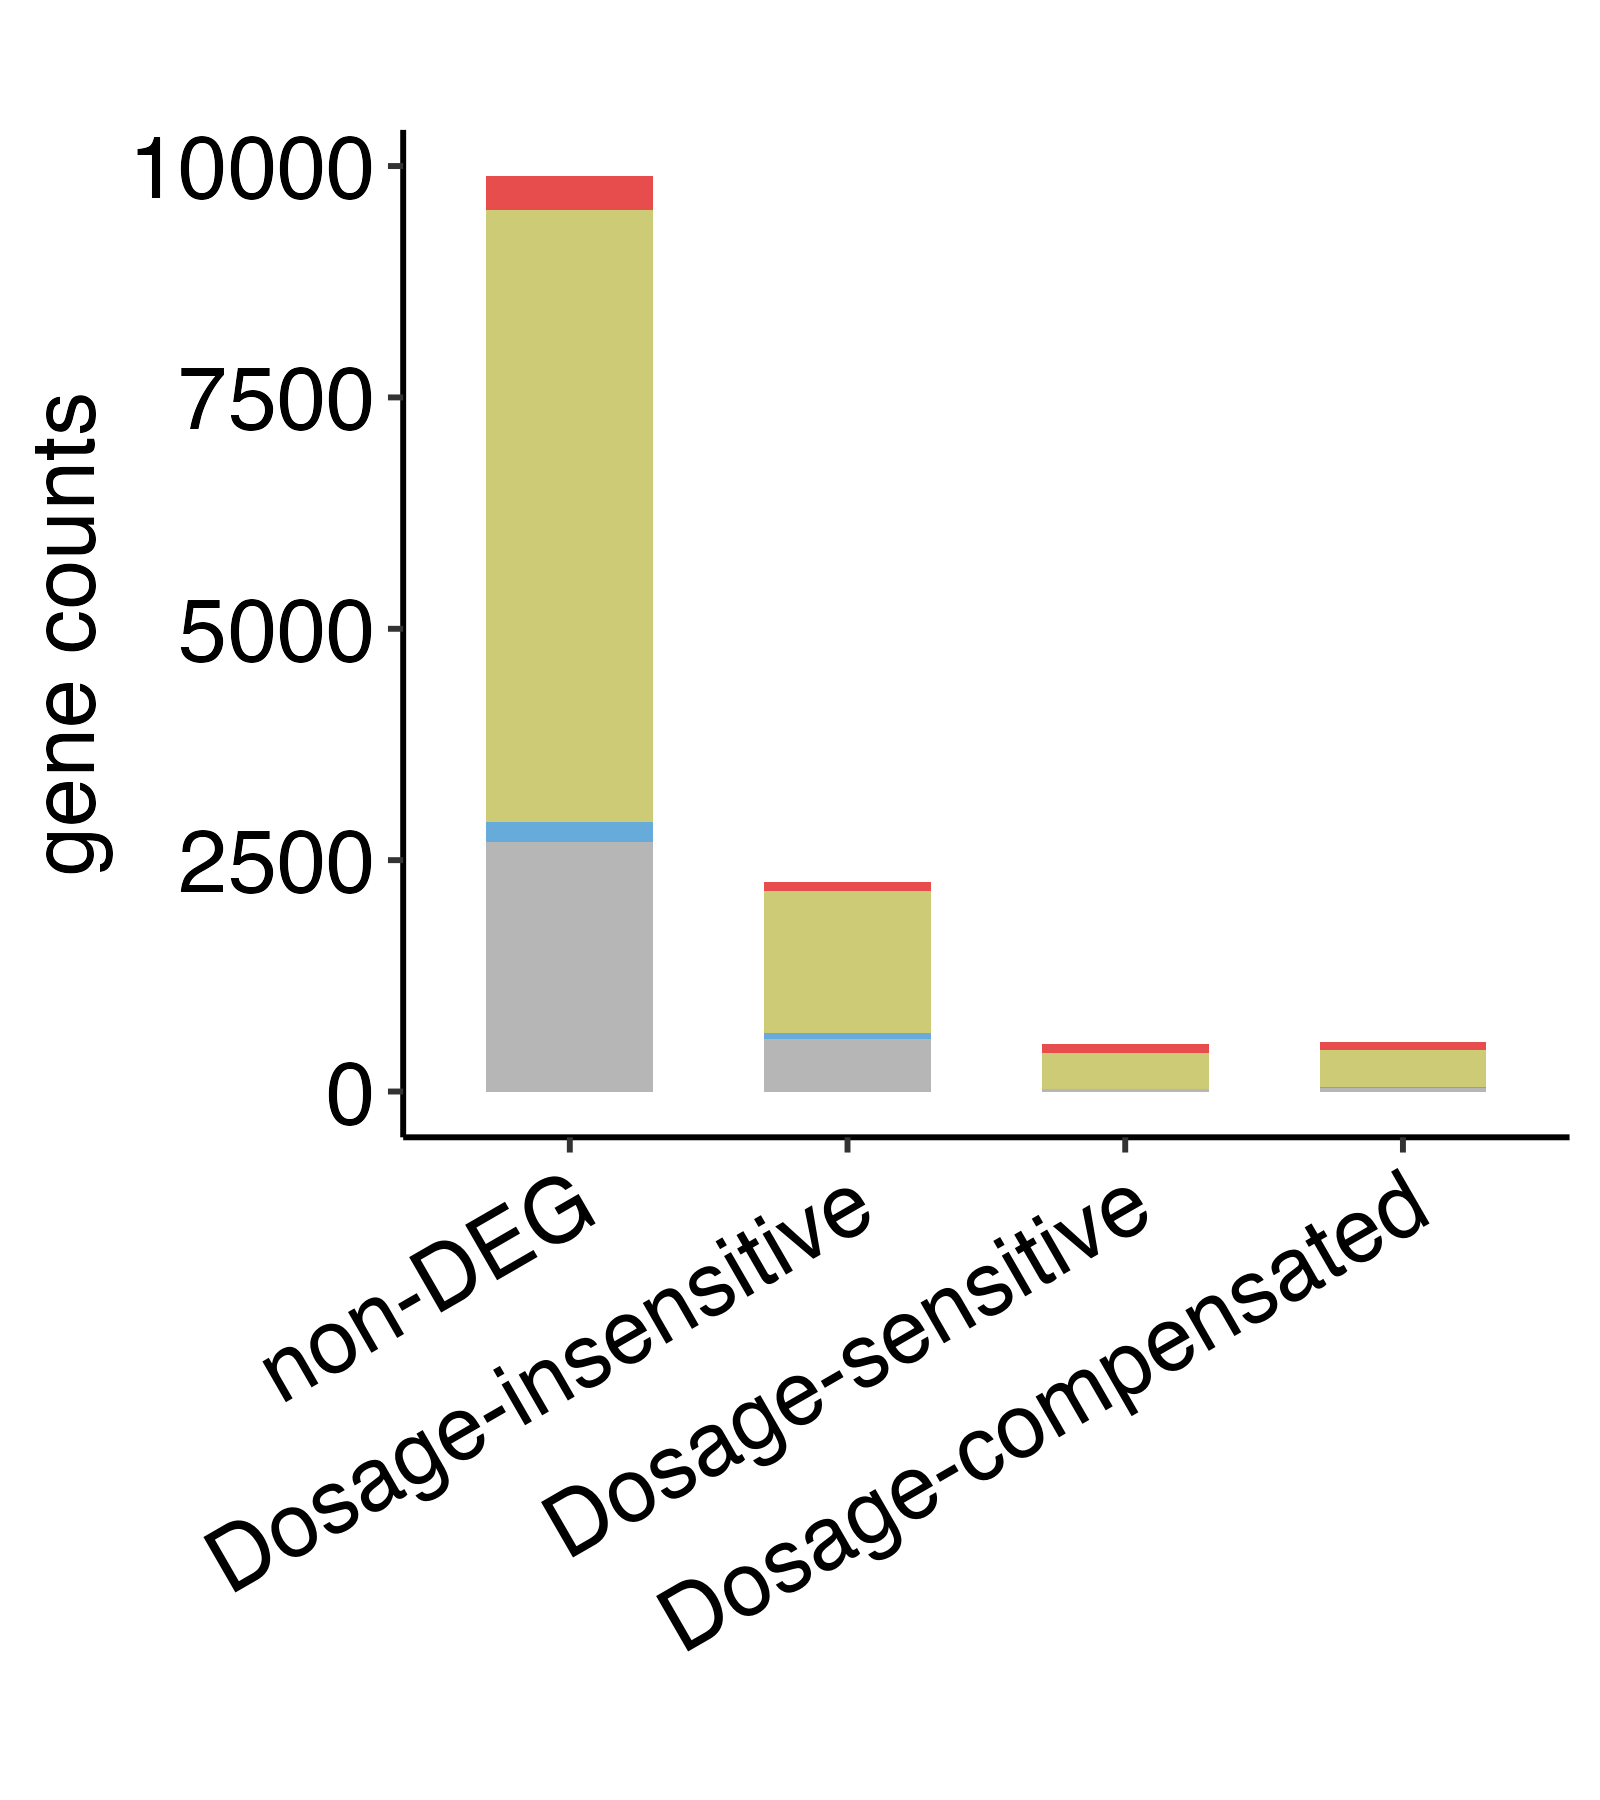 gene counts
10000
7500
5000
2500
0
non-DEG
Dosage-insensitive
Dosage-sensitive
Dosage-compensated